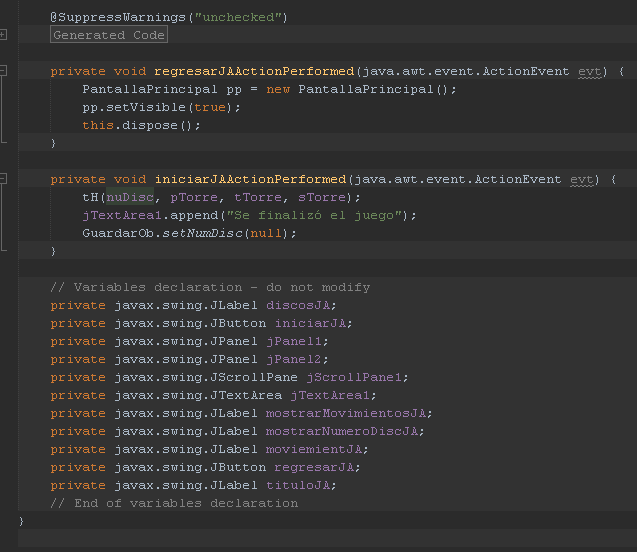 @SuppressWarnings("unchecked")
Generated Code
private void regresarJAActionPerformed(java.awt.event.ActionEvent evt) {
PantallaPrincipal pp = new PantallaPrincipal();
pp.setVisible(true);
this.dispose();
}
private void iniciarJAActionPerformed(java.awt.event.ActionEvent evt) {
tH(nuDisc, pTorre, tTorre, sTorre);
jTextArea1.append("Se finalizó el juego");
GuardarOb.setNumDisc(null);
}
// Variables declaration - do not modify
private javax.swing.JLabel discosJA;
private javax.swing.JButton iniciarJA;
private javax.swing.JPanel jPanel1;
private javax.swing.JPanel jPanel2;
private javax.swing.JScrollPane jScrollPane1;
private javax.swing.JTextArea jTextArea1;
private javax.swing.JLabel mostrarMovimientosJA;
private javax.swing.JLabel mostrarNumeroDiscJA;
private javax.swing.JLabel moviemientJA;
private javax.swing.JButton regresarJA;
private javax.swing.JLabel tituloJA;
// End of variables declaration
}